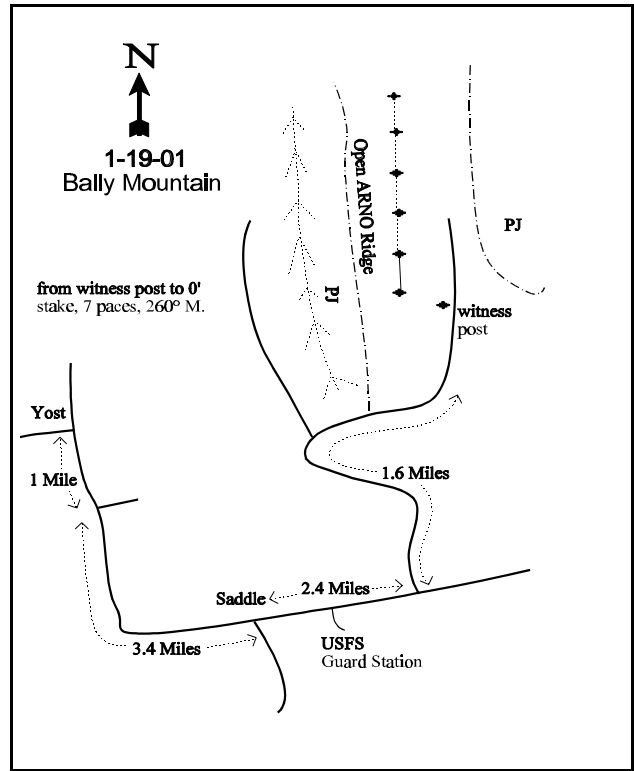 N
1-19-01
Bally Mountain
Open ARNO Ridge
PJ
from witness post to 0'
stake, 7 paces, 260° M.
PJ
witness
post
Yost
1 Mile
1.6 Miles
Saddle
2.4 Miles
3.4 Miles
USFS
Guard Station